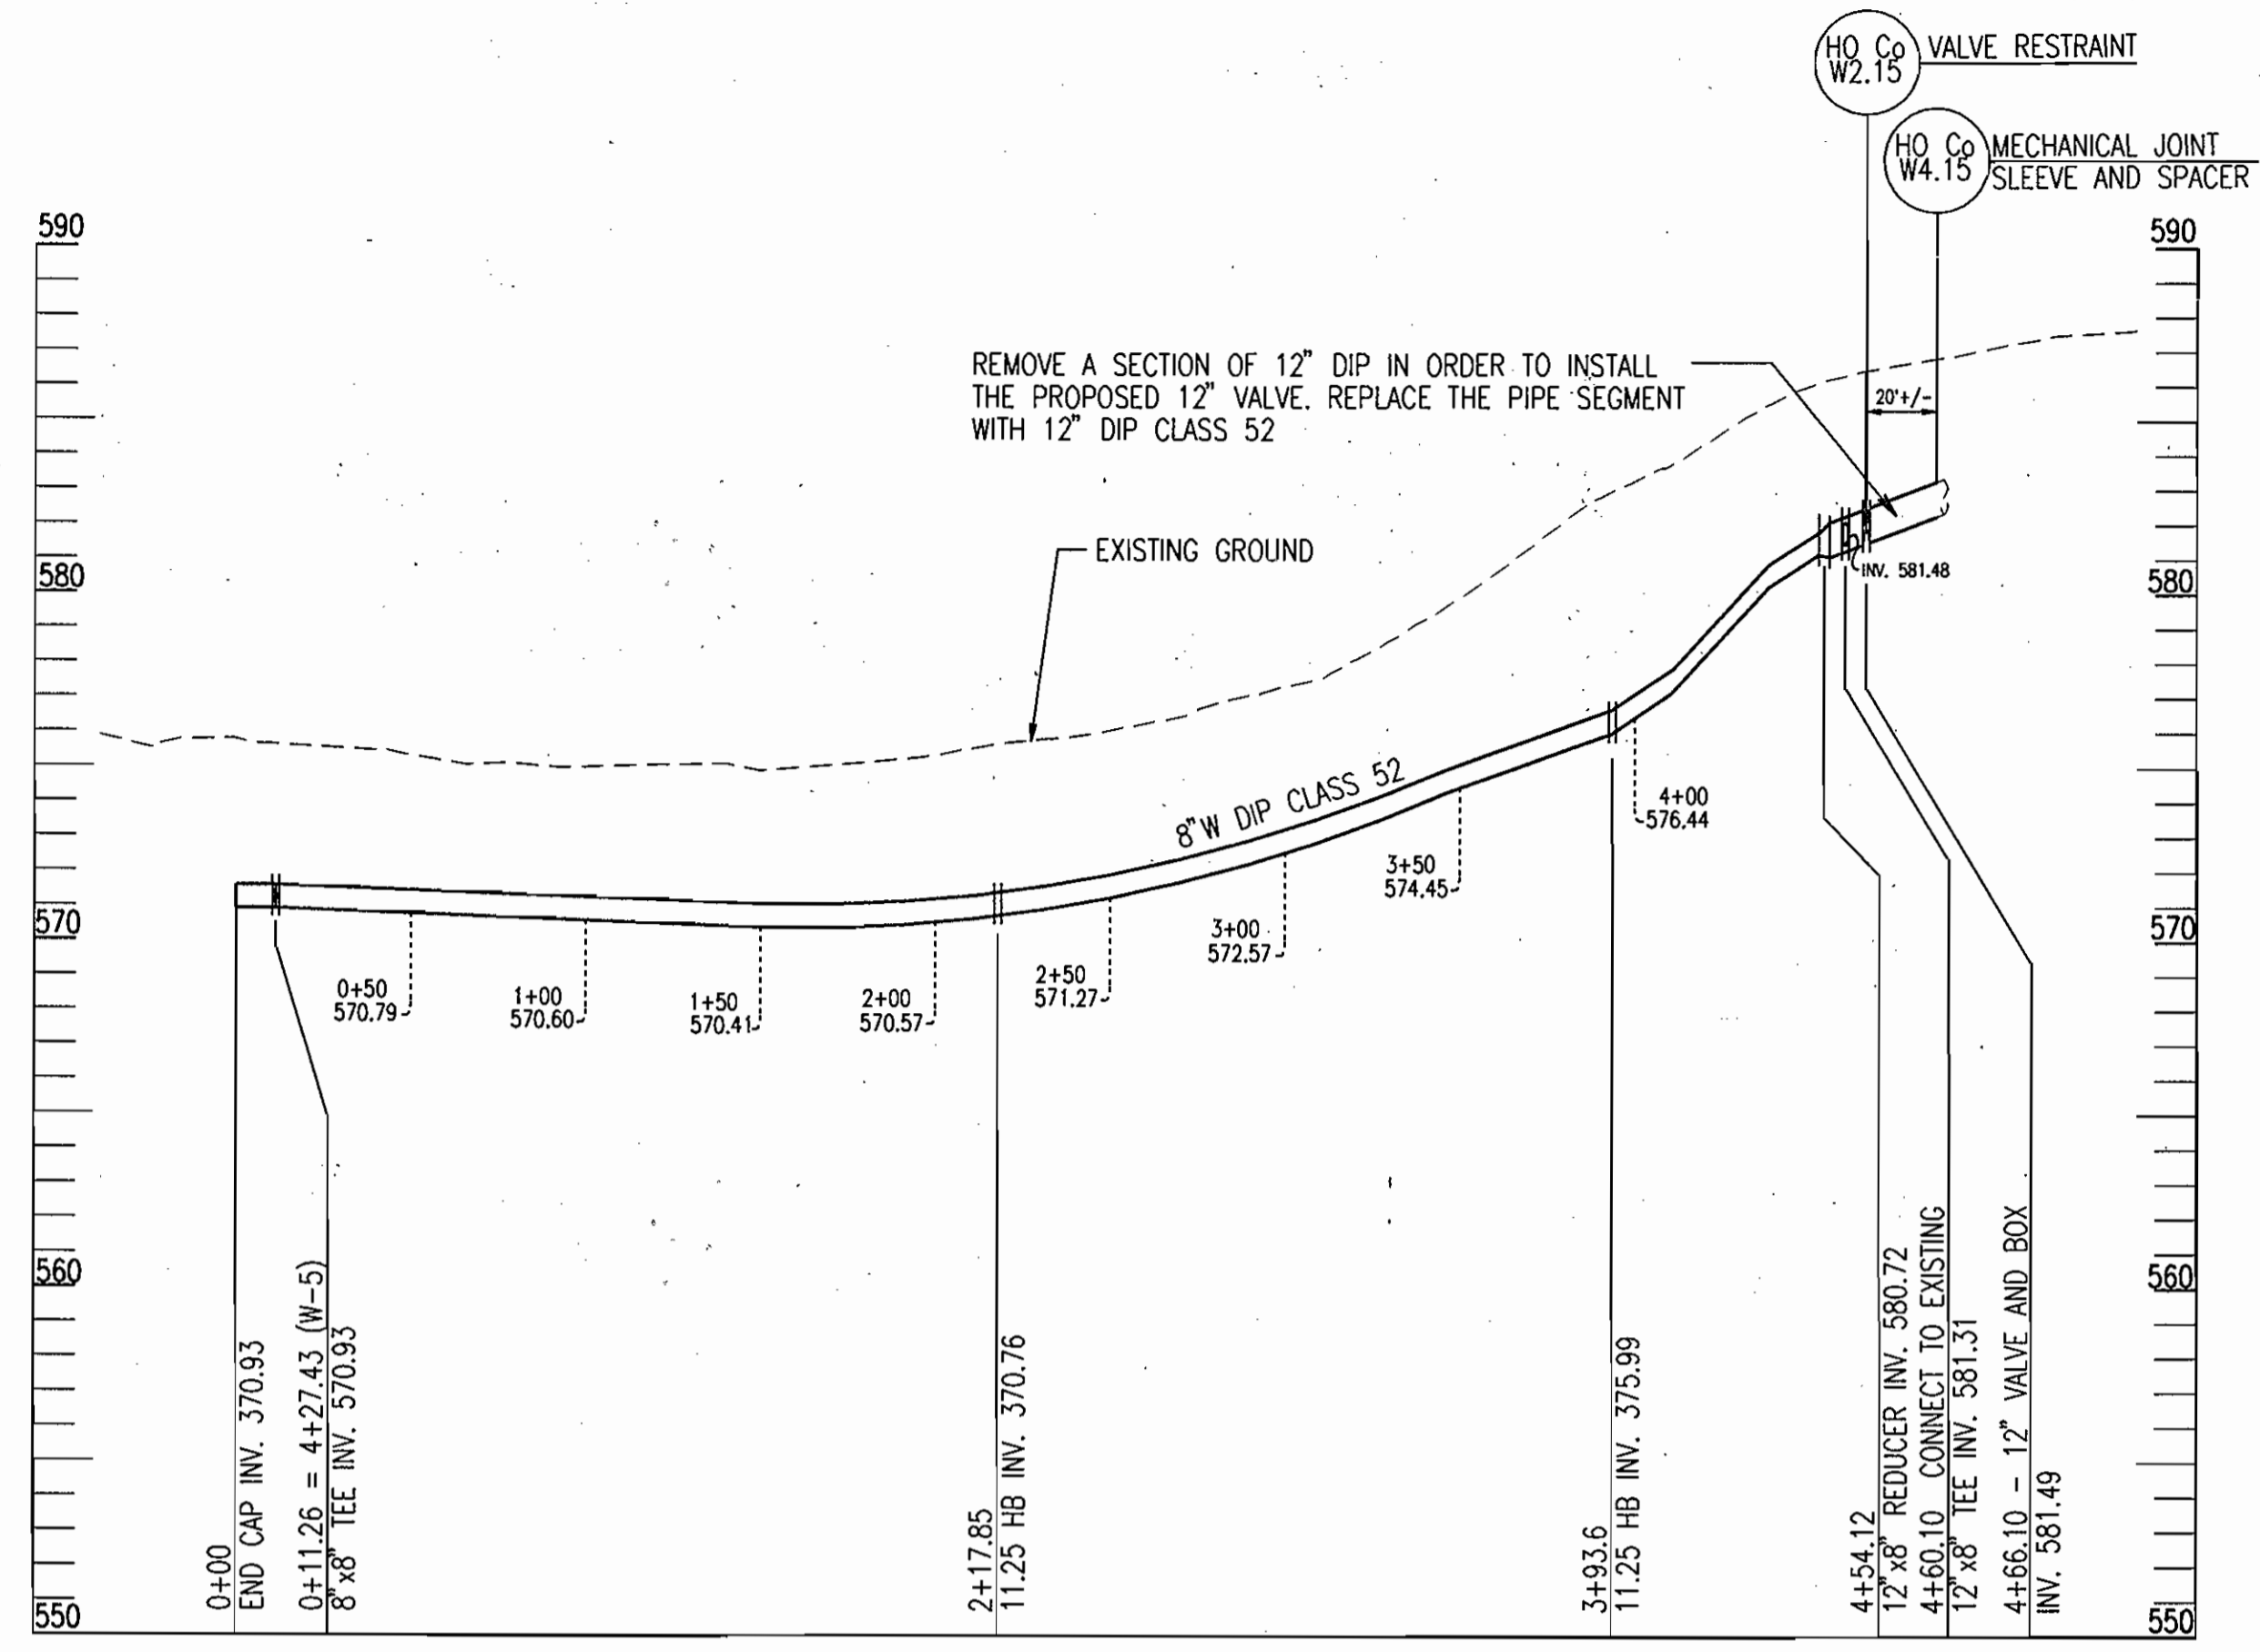 HO Co
W2.15
VALVE RESTRAINT
HO Co
W4.15
MECHANICAL JOINT
SLEEVE AND SPACER
590
590
REMOVE A SECTION OF 12" DIP IN ORDER TO INSTALL
THE PROPOSED 12" VALVE. REPLACE THE PIPE SEGMENT
WITH 12" DIP CLASS 52
20'+/-
EXISTING GROUND
INV. 581.48
580
580
8"W DIP CLASS 52
4+00
576.44
3+50
574.45
3+00
572.57
2+50
571.27
2+00
570.57
1+50
570.41
1+00
570.60
0+50
570.79
570
570
560
560
0+00
END CAP INV. 370.93
0+11.26 = 4+27.43 (W-5)
8"x8" TEE INV. 570.93
2+17.85
11.25 HB INV. 370.76
3+93.6
11.25 HB INV. 375.99
4+54.12
12"x8" REDUCER INV. 580.72
4+60.10 CONNECT TO EXISTING
12"x8" TEE INV. 581.31
4+66.10 - 12" VALVE AND BOX
INV. 581.49
550
550